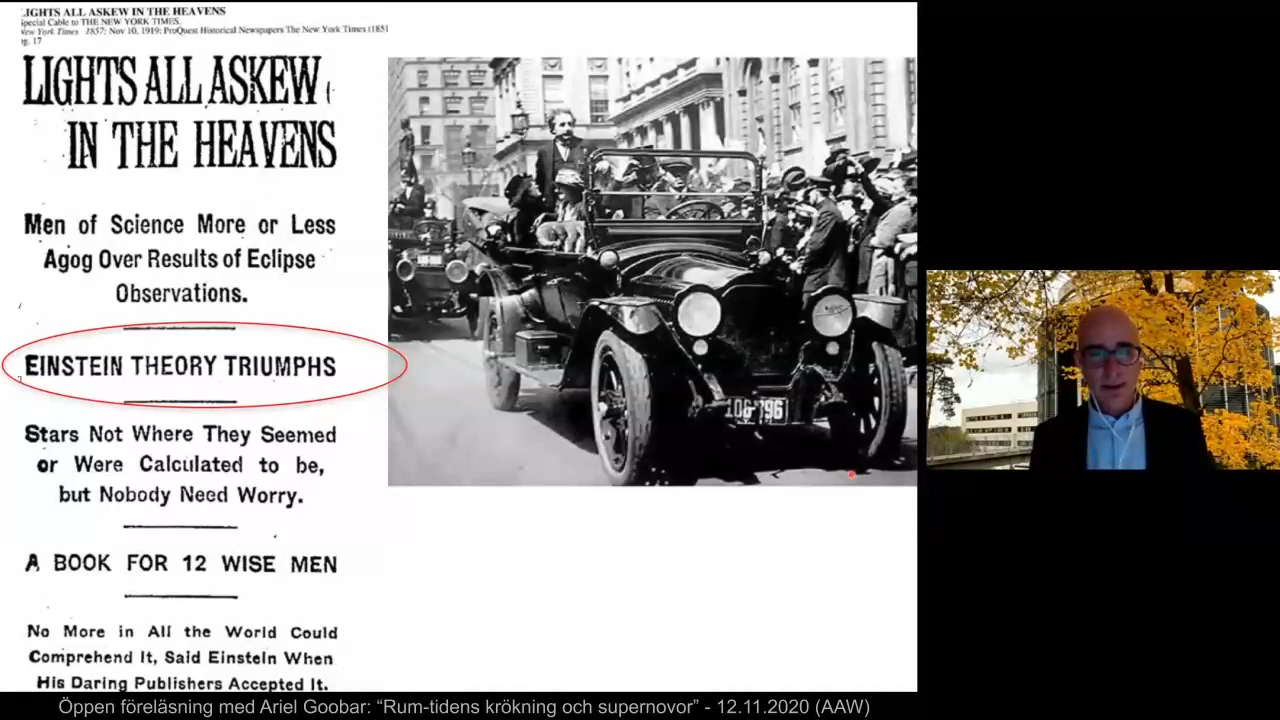 LIGHTS ALL ASKEW IN THE HEAVENS
Special Cable to THE NEW YORK TIMES.
New York Times 1857; Nov 10, 1919; ProQuest Historical Newspapers The New York Times (1851
pg. 17
LIGHTS ALL ASKEW
IN THE HEAVENS
Men of Science More or Less
Agog Over Results of Eclipse
Observations.
EINSTEIN THEORY TRIUMPHS
Stars Not Where They Seemed
or Were Calculated to be,
but Nobody Need Worry.
A BOOK FOR 12 WISE MEN
No More in All the World Could
Comprehend It, Said Einstein When
His Daring Publishers Accepted It.
Öppen föreläsning med Ariel Goobar: “Rum-tidens krökning och supernovor” - 12.11.2020 (AAW)